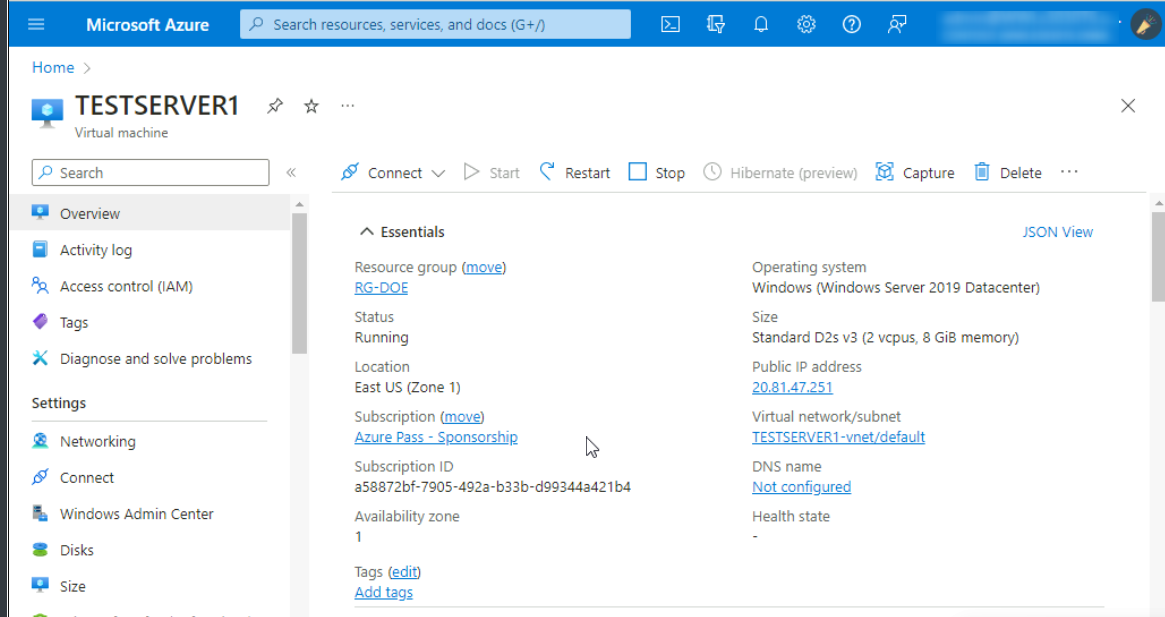 Microsoft Azure
Search resources, services, and docs (G+/)
Home >
TESTSERVER1
Virtual machine
Search
«
Connect
Start
Restart
Stop
Hibernate (preview)
Capture
Delete
...
Overview
Activity log
Access control (IAM)
Tags
Diagnose and solve problems
Settings
Networking
Connect
Windows Admin Center
Disks
Size
Essentials
JSON View
Resource group (move)
RG-DOE
Status
Running
Location
East US (Zone 1)
Subscription (move)
Azure Pass - Sponsorship
Subscription ID
a58872bf-7905-492a-b33b-d99344a421b4
Availability zone
1
Tags (edit)
Add tags
Operating system
Windows (Windows Server 2019 Datacenter)
Size
Standard D2s v3 (2 vcpus, 8 GiB memory)
Public IP address
20.81.47.251
Virtual network/subnet
TESTSERVER1-vnet/default
DNS name
Not configured
Health state
-